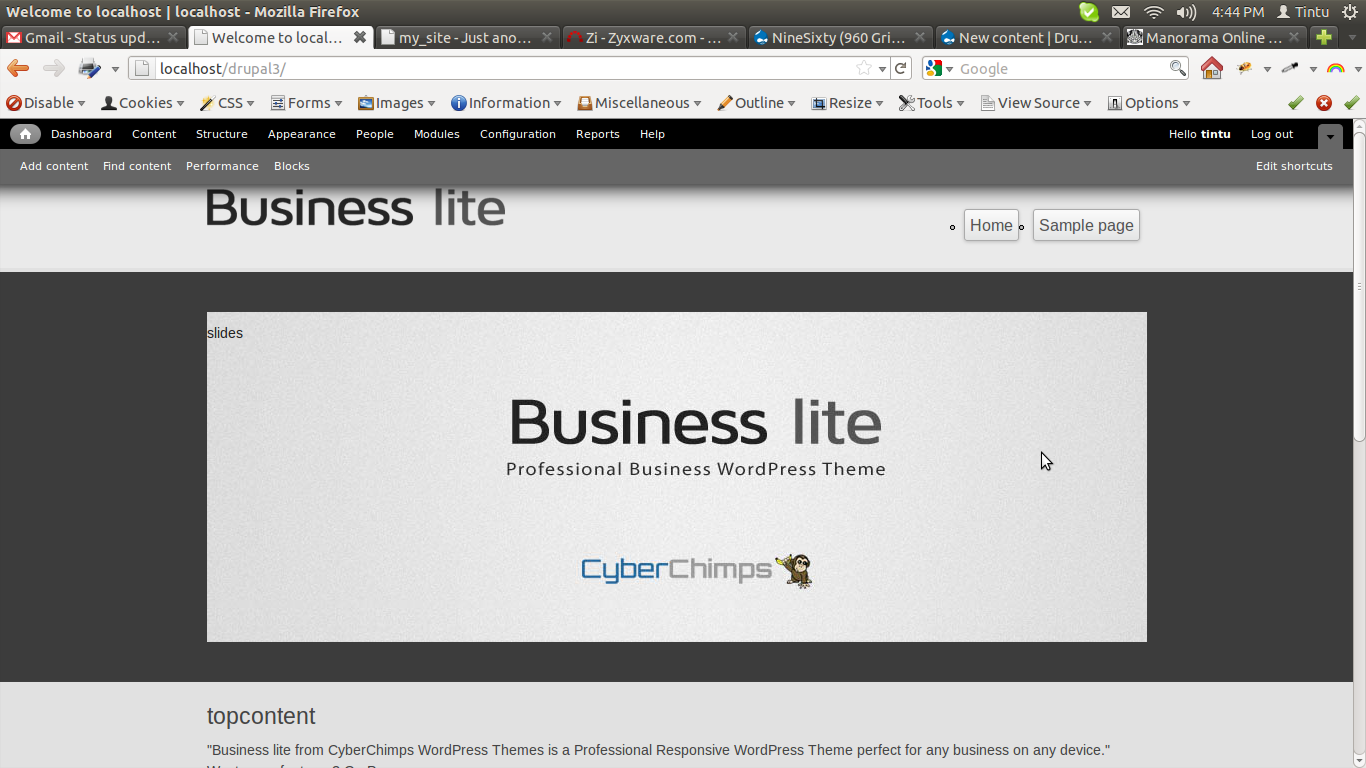 Welcome to localhost | localhost - Mozilla Firefox
4:44 PM Tintu
Gmail - Status upd... Welcome to local... my_site - Just ano... Zi - Zyxware.com - ... NineSixty (960 Gri... New content | Dru... Manorama Online ...
localhost/drupal3/ Google
Disable Cookies CSS Forms Images Information Miscellaneous Outline Resize Tools View Source Options
Dashboard Content Structure Appearance People Modules Configuration Reports Help Hello tintu Log out
Add content Find content Performance Blocks Edit shortcuts
Business lite
Home Sample page
slides
Business lite
Professional Business WordPress Theme
CyberChimps
topcontent
"Business lite from CyberChimps WordPress Themes is a Professional Responsive WordPress Theme perfect for any business on any device."